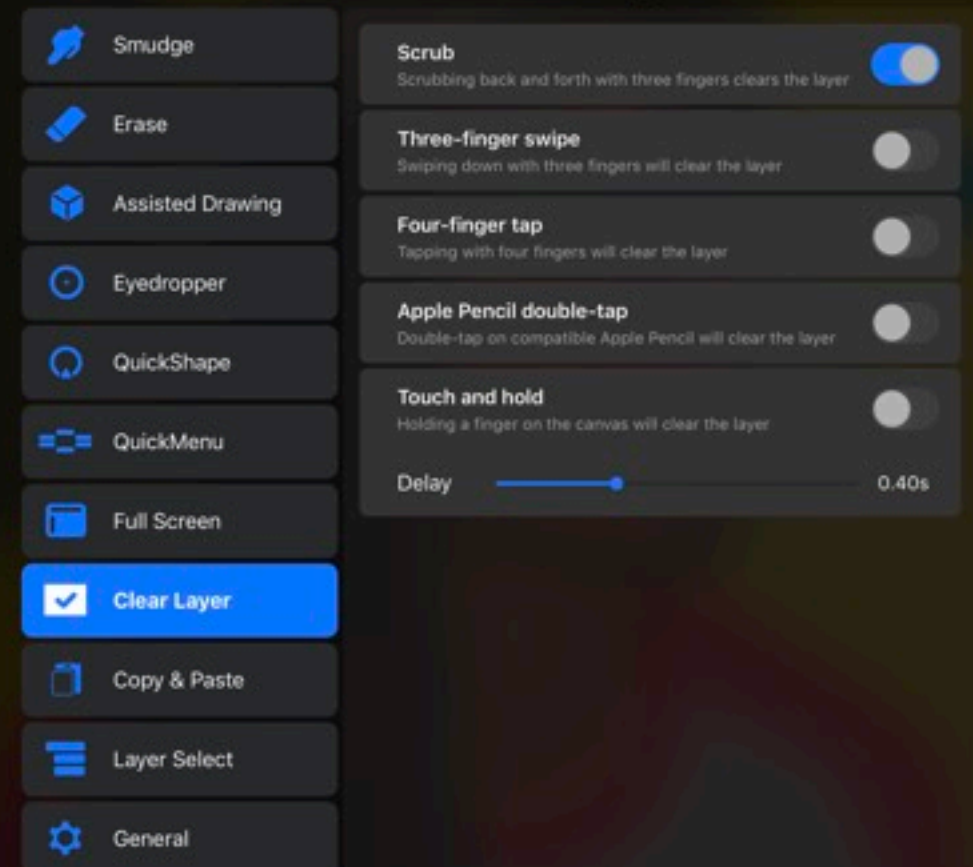 Smudge
Erase
Assisted Drawing
Eyedropper
QuickShape
QuickMenu
Full Screen
Clear Layer
Copy & Paste
Layer Select
General
Scrub
Scrubbing back and forth with three fingers clears the layer
Three-finger swipe
Swiping down with three fingers will clear the layer
Four-finger tap
Tapping with four fingers will clear the layer
Apple Pencil double-tap
Double-tap on compatible Apple Pencil will clear the layer
Touch and hold
Holding a finger on the canvas will clear the layer
Delay 0.40s